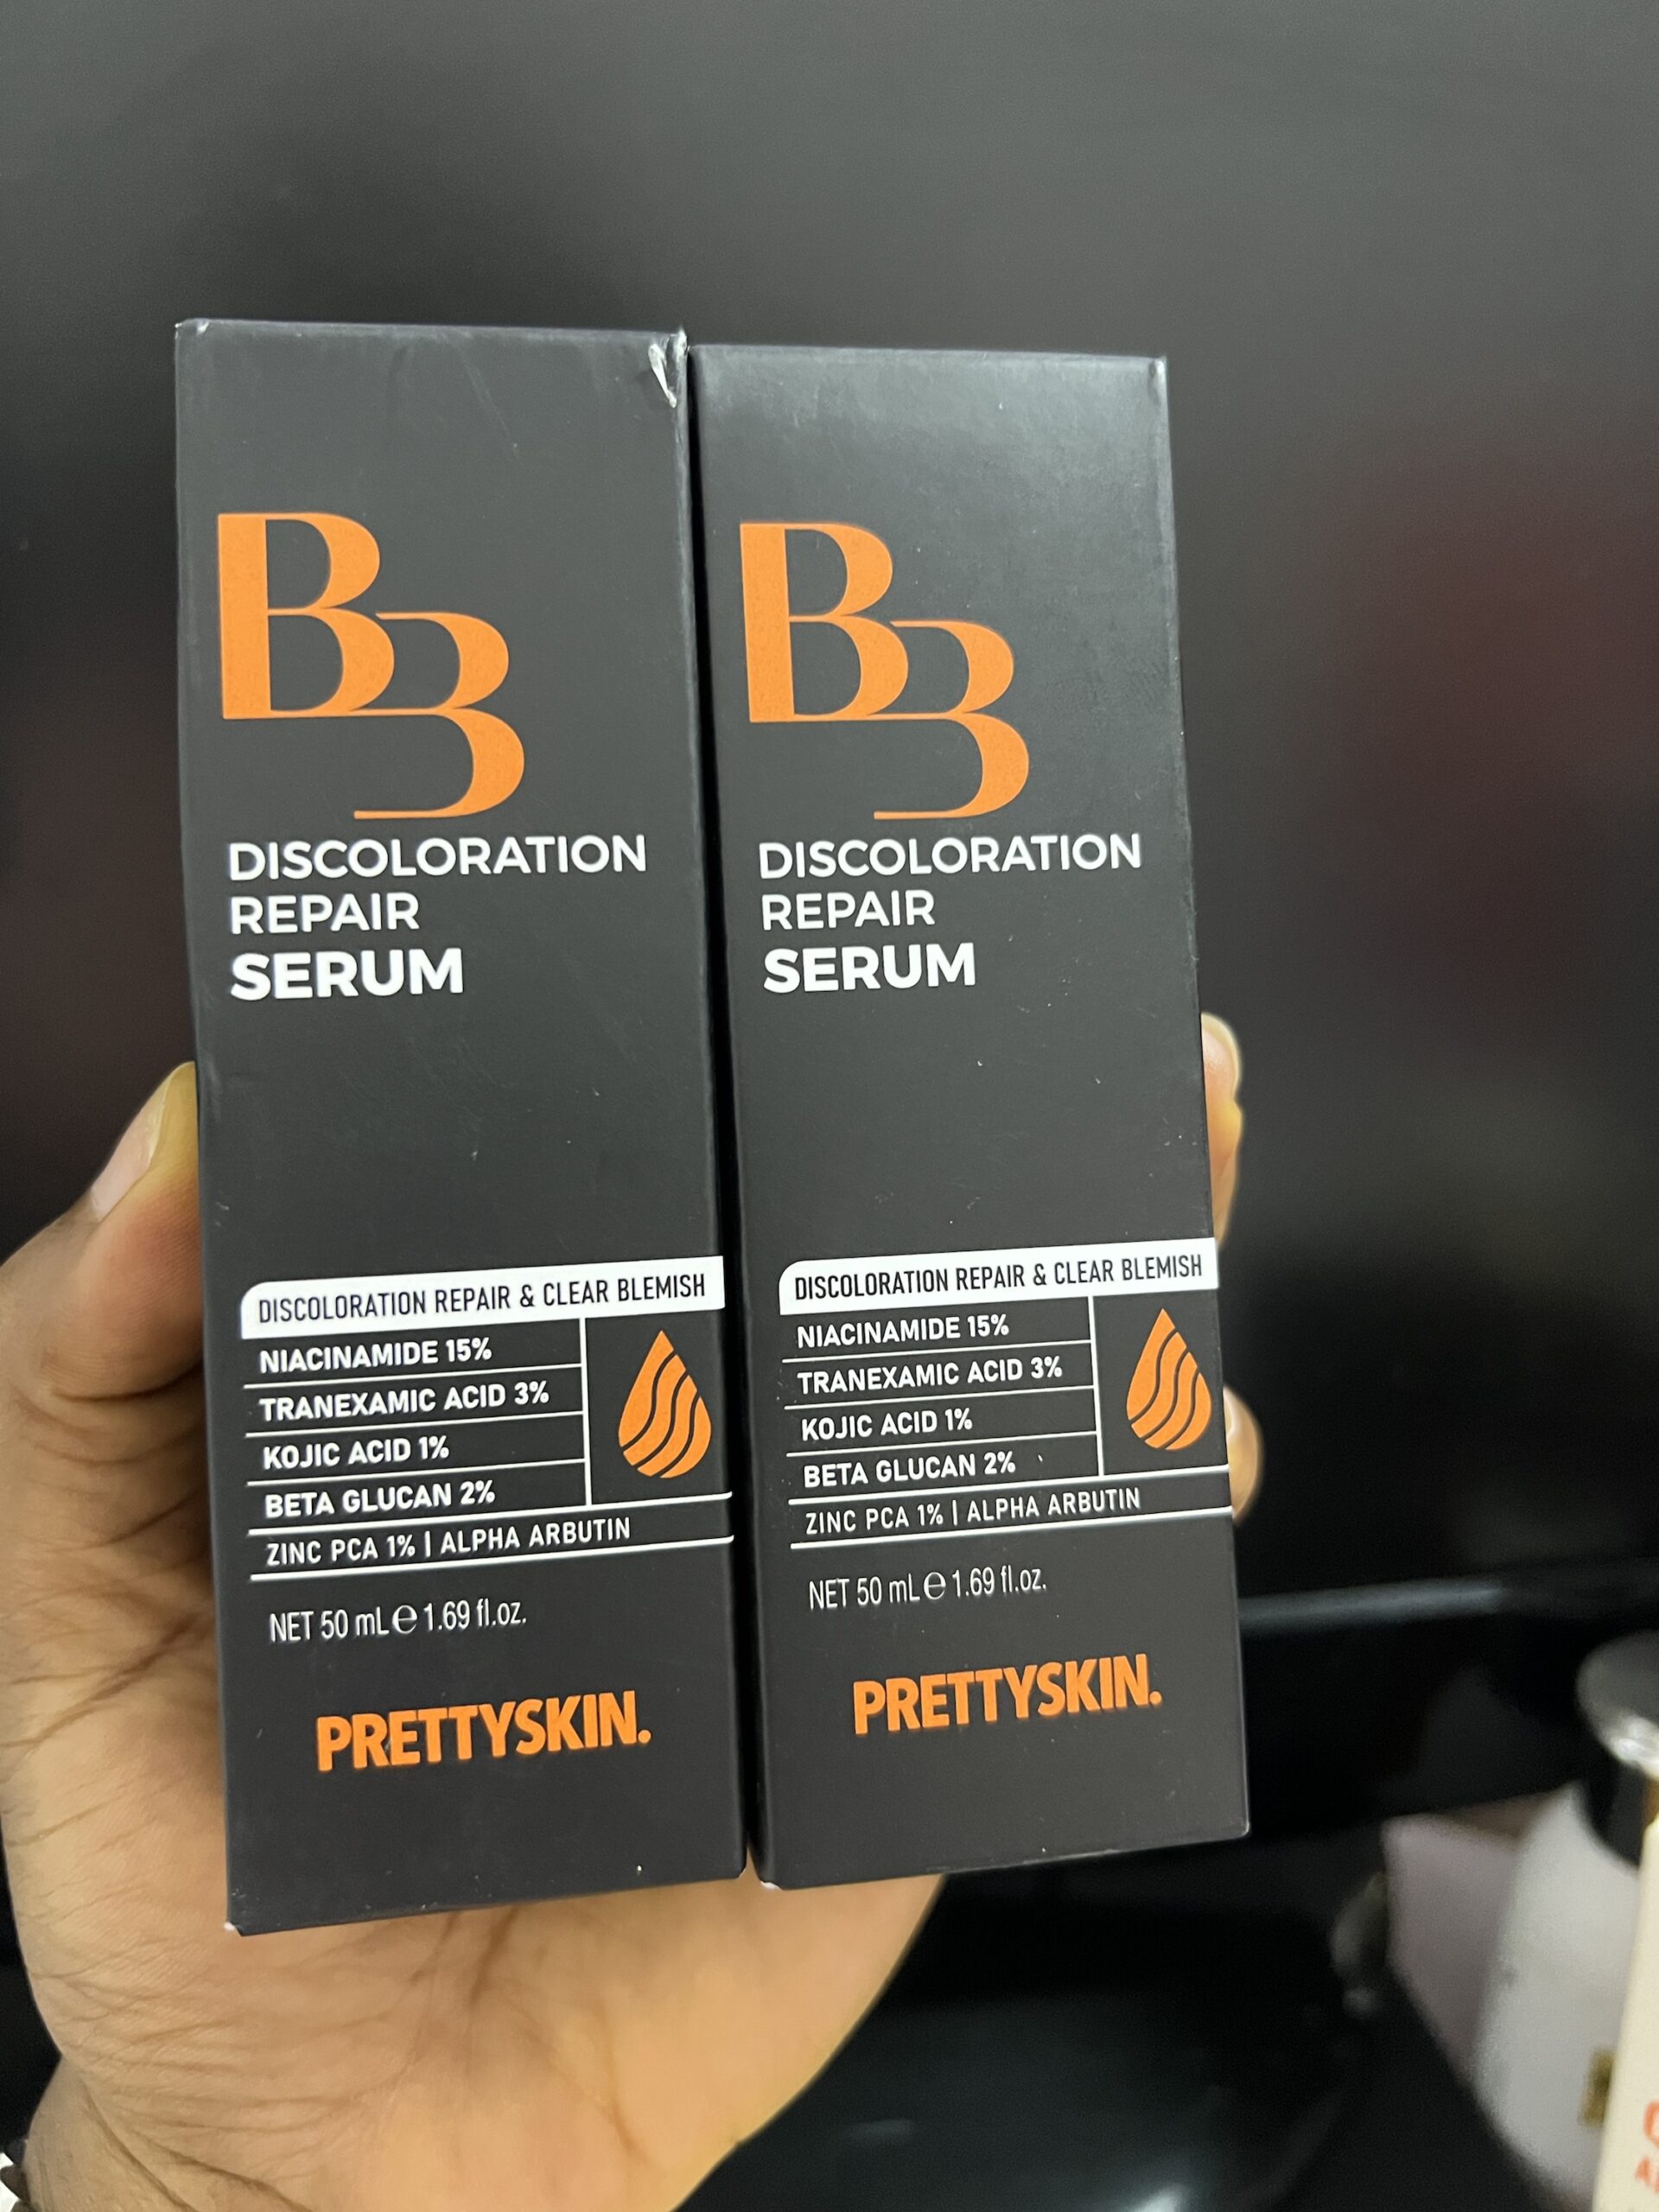 B3
DISCOLORATION
REPAIR
SERUM
DISCOLORATION REPAIR & CLEAR BLEMISH
NIACINAMIDE 15%
TRANEXAMIC ACID 3%
KOJIC ACID 1%
BETA GLUCAN 2%
ZINC PCA 1% | ALPHA ARBUTIN
NET 50 mL ℮ 1.69 fl.oz.
PRETTYSKIN.
B3
DISCOLORATION
REPAIR
SERUM
DISCOLORATION REPAIR & CLEAR BLEMISH
NIACINAMIDE 15%
TRANEXAMIC ACID 3%
KOJIC ACID 1%
BETA GLUCAN 2%
ZINC PCA 1% | ALPHA ARBUTIN
NET 50 mL ℮ 1.69 fl.oz.
PRETTYSKIN.